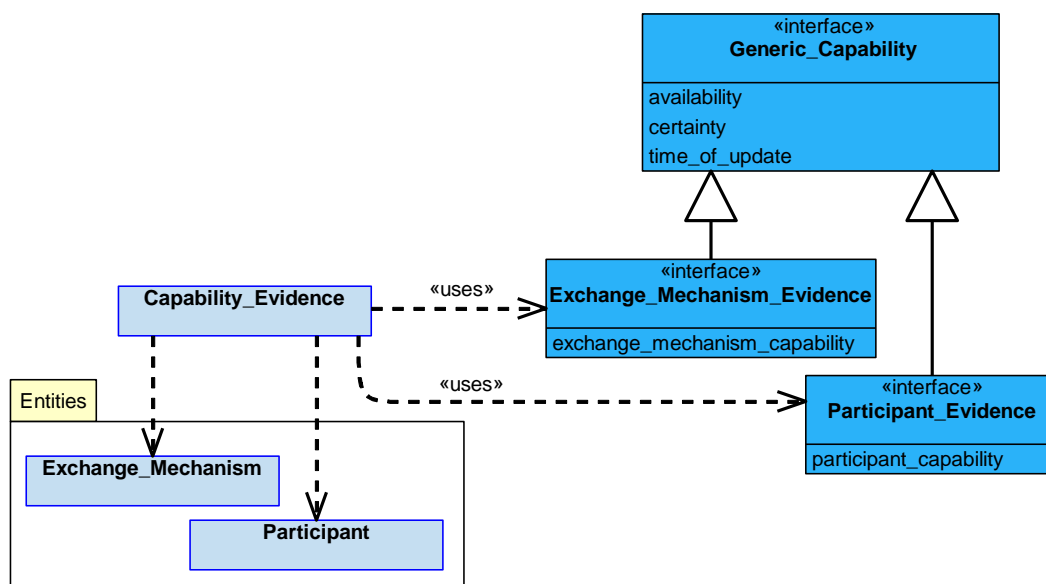 «interface»
Generic_Capability
availability
certainty
time_of_update
«interface»
Exchange_Mechanism_Evidence
exchange_mechanism_capability
Capability_Evidence
«uses»
«uses»
«interface»
Participant_Evidence
participant_capability
Entities
Exchange_Mechanism
Participant